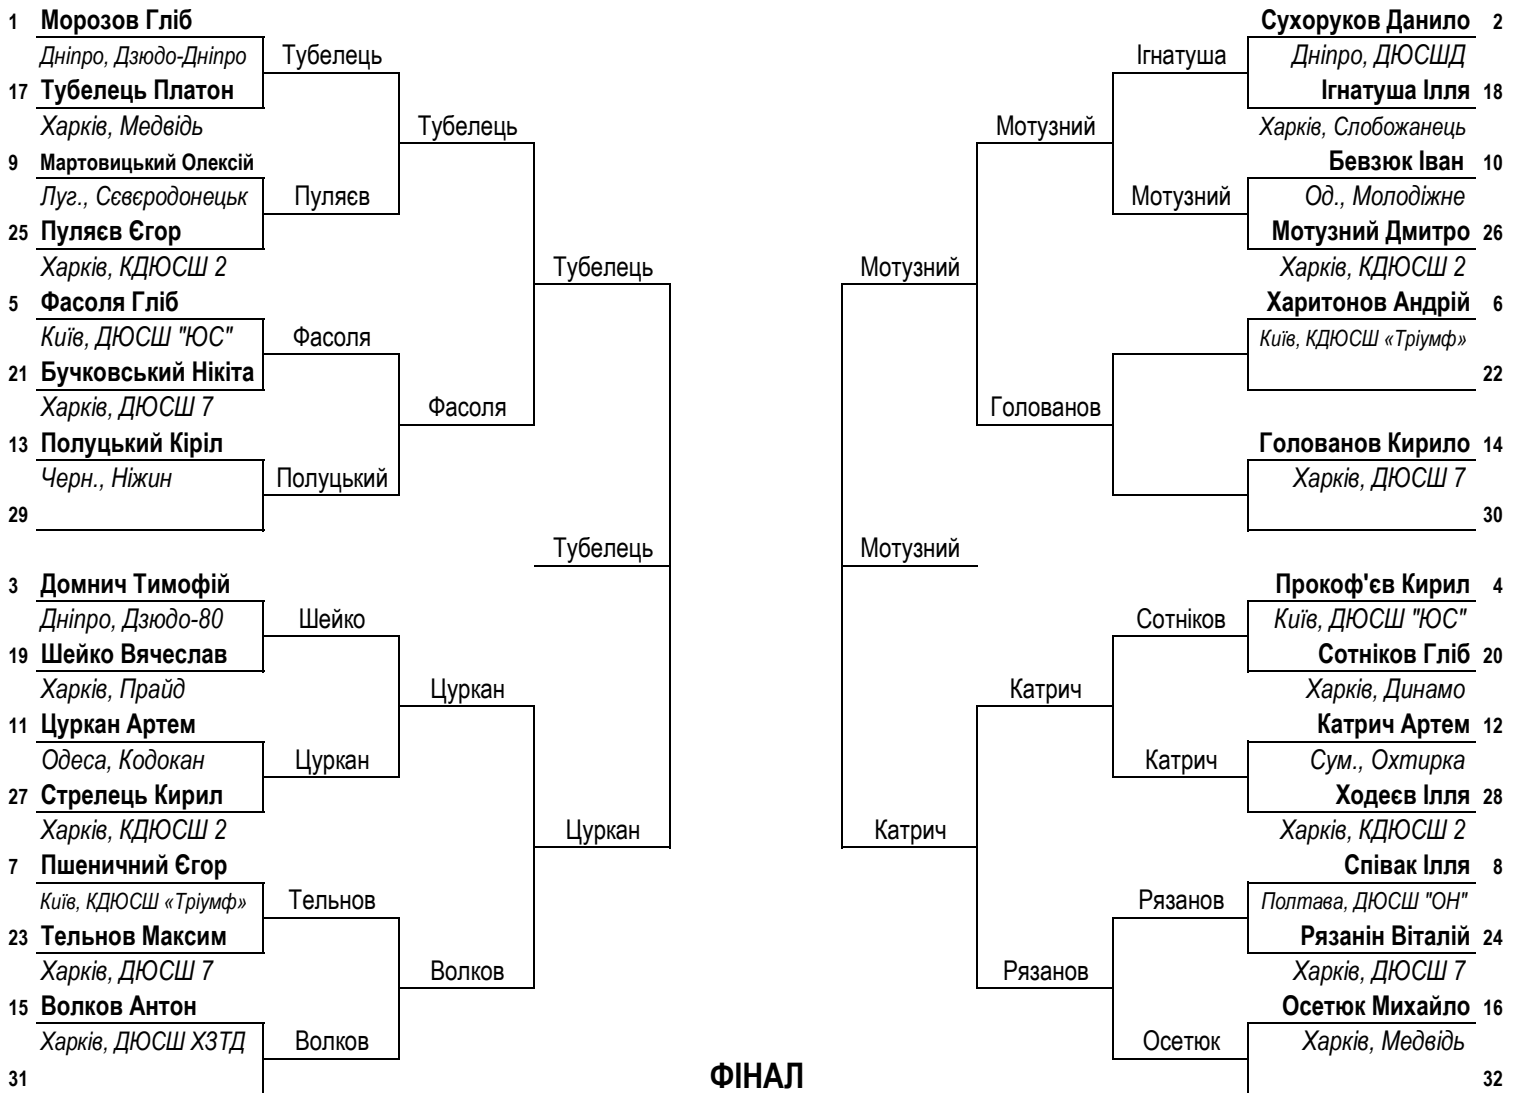 1 Морозов Гліб
Дніпро, Дзюдо-Дніпро
Тубелець
17 Тубелець Платон
Харків, Медвідь
Тубелець
9 Мартовицький Олексій
Луг., Сєвєродонецьк
Пуляєв
25 Пуляєв Єгор
Харків, КДЮСШ 2
Тубелець
5 Фасоля Гліб
Київ, ДЮСШ "ЮС"
Фасоля
21 Бучковський Нікіта
Харків, ДЮСШ 7
Фасоля
13 Полуцький Кіріл
Черн., Ніжин
Полуцький
29
Тубелець
3 Домнич Тимофій
Дніпро, Дзюдо-80
Шейко
19 Шейко Вячеслав
Харків, Прайд
Цуркан
11 Цуркан Артем
Одеса, Кодокан
Цуркан
27 Стрелець Кирил
Харків, КДЮСШ 2
Цуркан
7 Пшеничний Єгор
Київ, КДЮСШ «Тріумф»
Тельнов
23 Тельнов Максим
Харків, ДЮСШ 7
Волков
15 Волков Антон
Харків, ДЮСШ ХЗТД
Волков
31
Сухоруков Данило 2
Ігнатуша
Дніпро, ДЮСШД
Ігнатуша Ілля 18
Мотузний
Харків, Слобожанець
Бевзюк Іван 10
Мотузний
Од., Молодіжне
Мотузний Дмитро 26
Мотузний
Харків, КДЮСШ 2
Харитонов Андрій 6
Київ, КДЮСШ «Тріумф»
22
Голованов
Голованов Кирило 14
Харків, ДЮСШ 7
30
Мотузний
Прокоф'єв Кирил 4
Сотніков
Київ, ДЮСШ "ЮС"
Сотніков Гліб 20
Катрич
Харків, Динамо
Катрич Артем 12
Катрич
Сум., Охтирка
Ходеєв Ілля 28
Катрич
Харків, КДЮСШ 2
Співак Ілля 8
Рязанов
Полтава, ДЮСШ "ОН"
Рязанін Віталій 24
Рязанов
Харків, ДЮСШ 7
Осетюк Михайло 16
Осетюк
Харків, Медвідь
32
ФІНАЛ